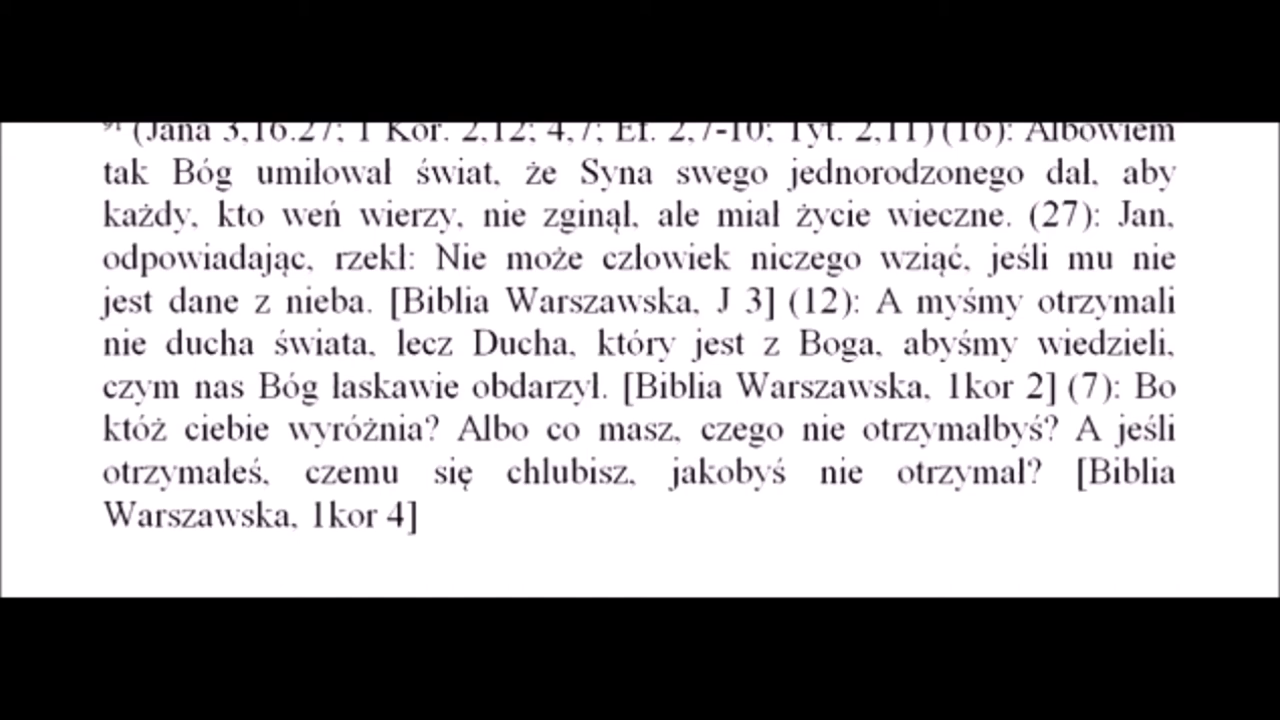 91 (Jana 3,16.27; 1 Kor. 2,12; 4,7; Ef. 2,7-10; Tyt. 2,11) (16): Albowiem
tak Bóg umiłował świat, że Syna swego jednorodzonego dał, aby
każdy, kto weń wierzy, nie zginął, ale miał życie wieczne. (27): Jan,
odpowiadając, rzekł: Nie może człowiek niczego wziąć, jeśli mu nie
jest dane z nieba. [Biblia Warszawska, J 3] (12): A myśmy otrzymali
nie ducha świata, lecz Ducha, który jest z Boga, abyśmy wiedzieli,
czym nas Bóg łaskawie obdarzył. [Biblia Warszawska, 1kor 2] (7): Bo
któż ciebie wyróżnia? Albo co masz, czego nie otrzymałbyś? A jeśli
otrzymałeś, czemu się chlubisz, jakobyś nie otrzymał? [Biblia
Warszawska, 1kor 4]